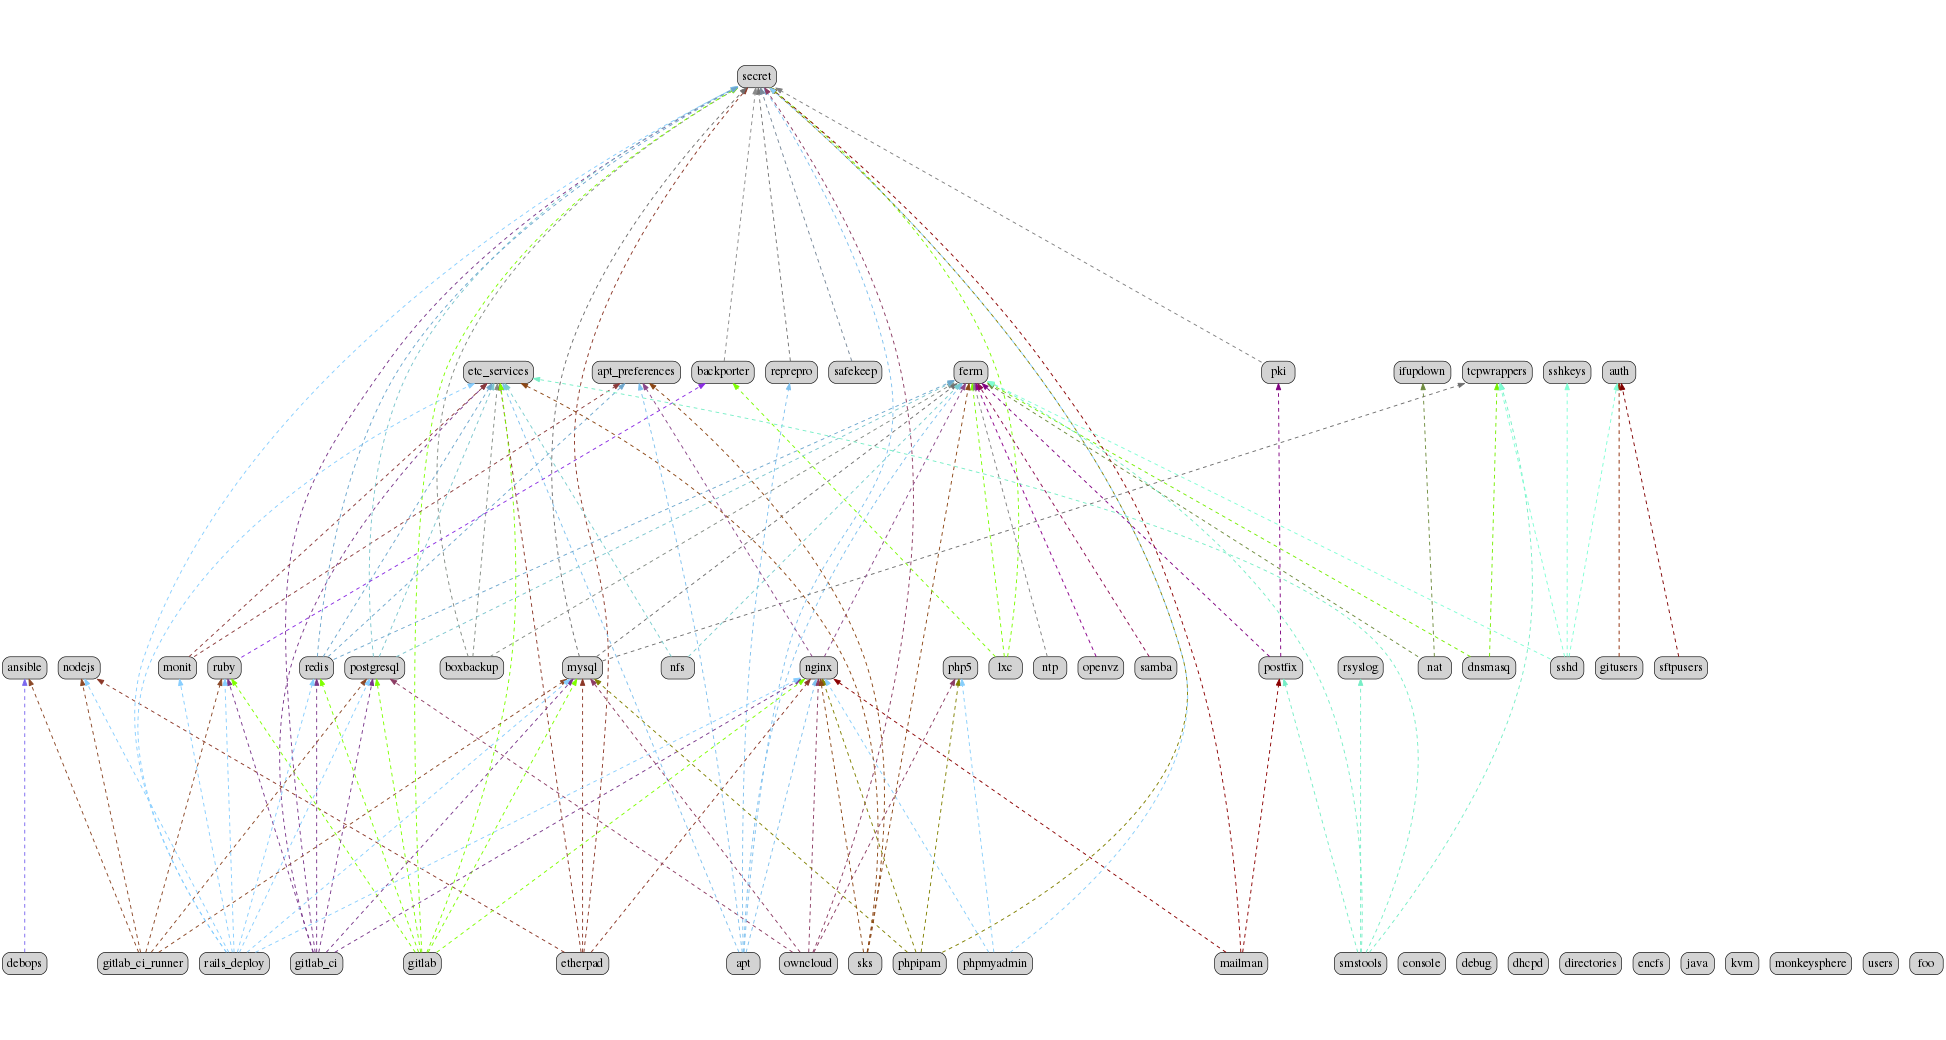 secret
etc_services
apt_preferences
backporter
reprepro
safekeep
ferm
pki
ifupdown
tcpwrappers
sshkeys
auth
ansible
nodejs
monit
ruby
redis
postgresql
boxbackup
mysql
nfs
nginx
php5
lxc
ntp
openvz
samba
postfix
rsyslog
nat
dnsmasq
sshd
gitusers
sftpusers
debops
gitlab_ci_runner
rails_deploy
gitlab_ci
gitlab
etherpad
apt
owncloud
sks
phpipam
phpmyadmin
mailman
smstools
console
debug
dhcpd
directories
encfs
java
kvm
monkeysphere
users
foo